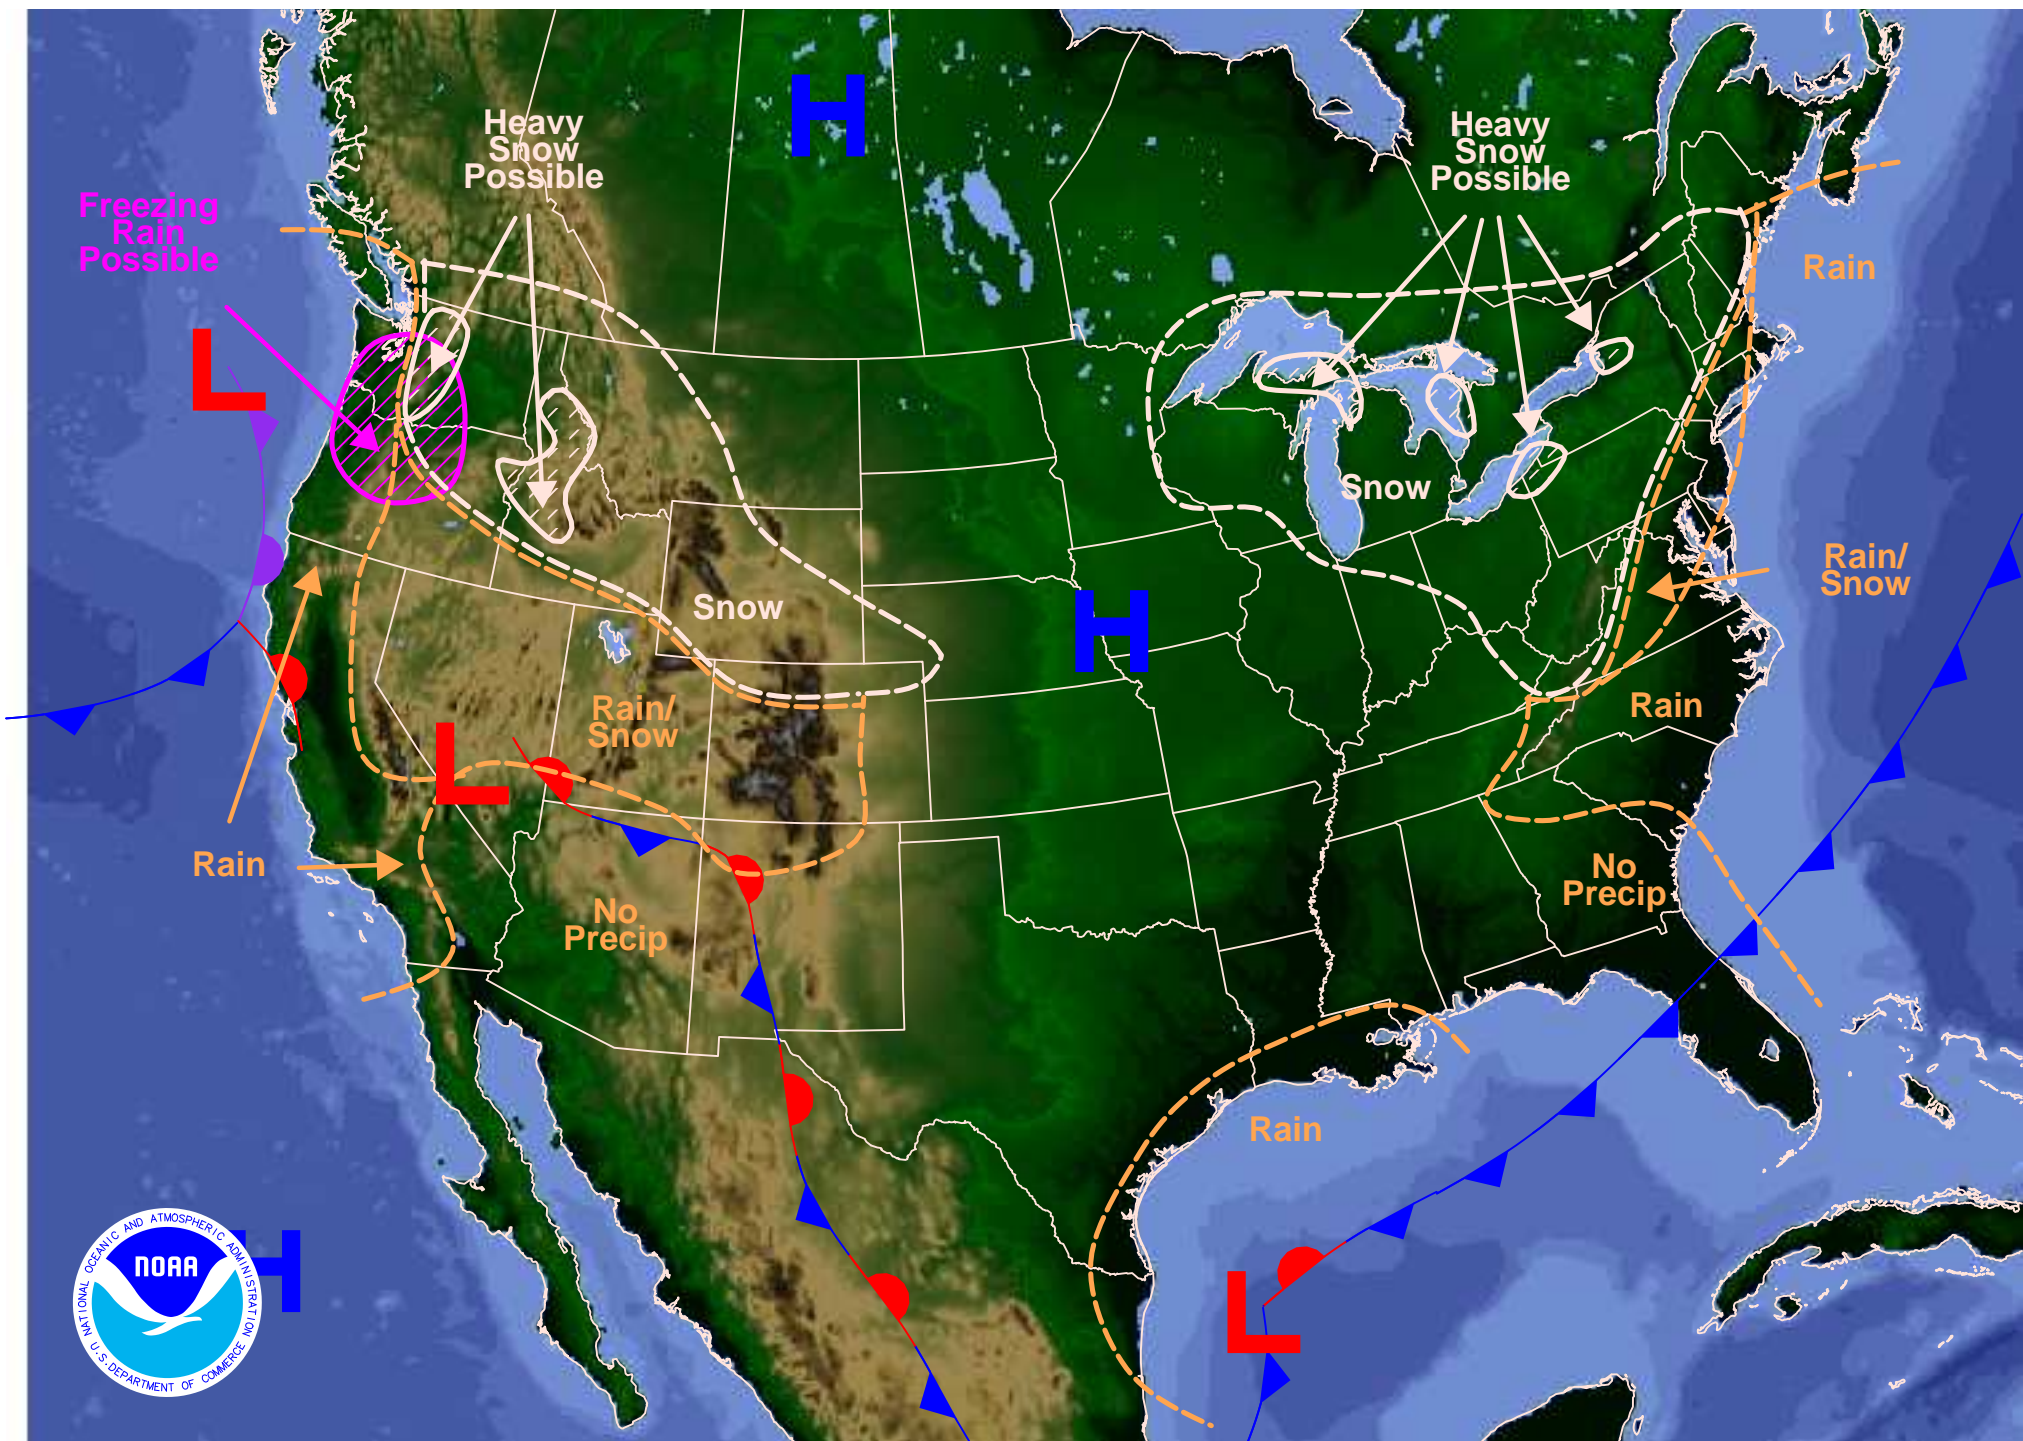 H
Heavy
Snow
Possible
Heavy
Snow
Possible
Freezing
Rain
Possible
L
Rain
Snow
Rain/
Snow
H
Snow
Rain/
Snow
Rain
L
Rain
No
Precip
No
Precip
Rain
H
L
NOAA
NATIONAL OCEANIC AND ATMOSPHERIC ADMINISTRATION
U.S. DEPARTMENT OF COMMERCE